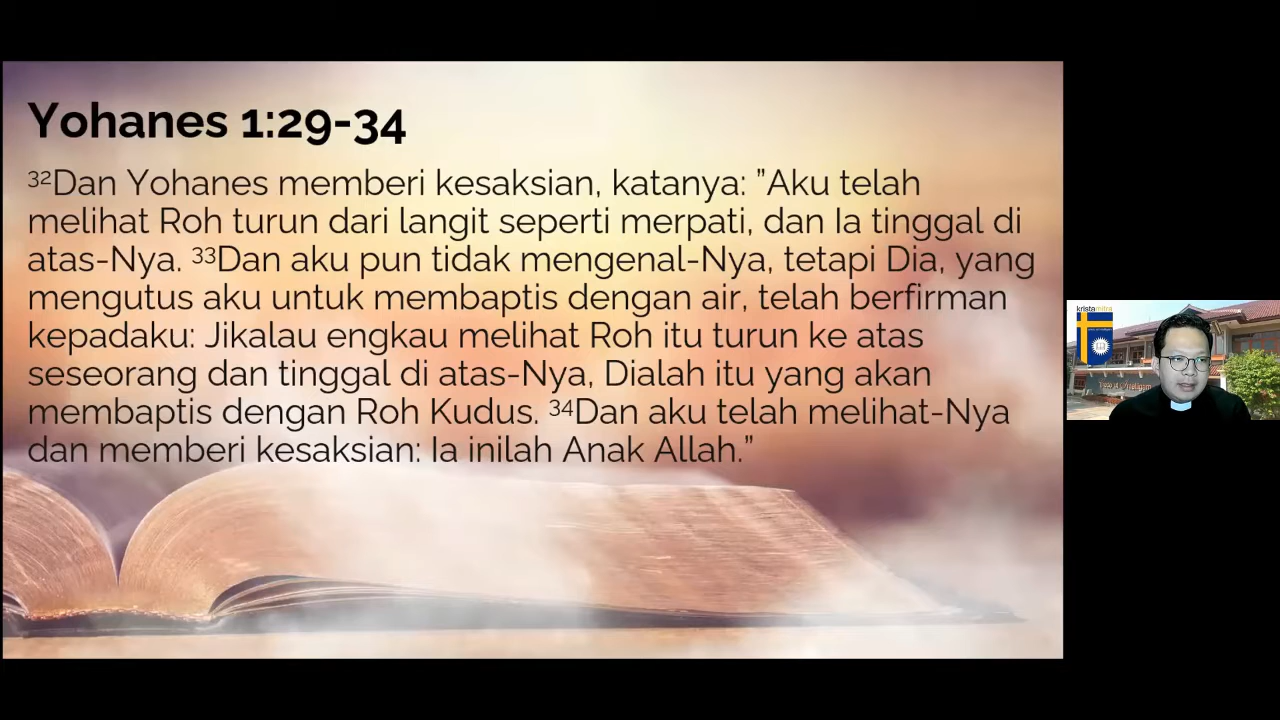 Yohanes 1:29-34
³²Dan Yohanes memberi kesaksian, katanya: ”Aku telah
melihat Roh turun dari langit seperti merpati, dan Ia tinggal di
atas-Nya. ³³Dan aku pun tidak mengenal-Nya, tetapi Dia, yang
mengutus aku untuk membaptis dengan air, telah berfirman
kepadaku: Jikalau engkau melihat Roh itu turun ke atas
seseorang dan tinggal di atas-Nya, Dialah itu yang akan
membaptis dengan Roh Kudus. ³⁴Dan aku telah melihat-Nya
dan memberi kesaksian: Ia inilah Anak Allah.”
kristamitra